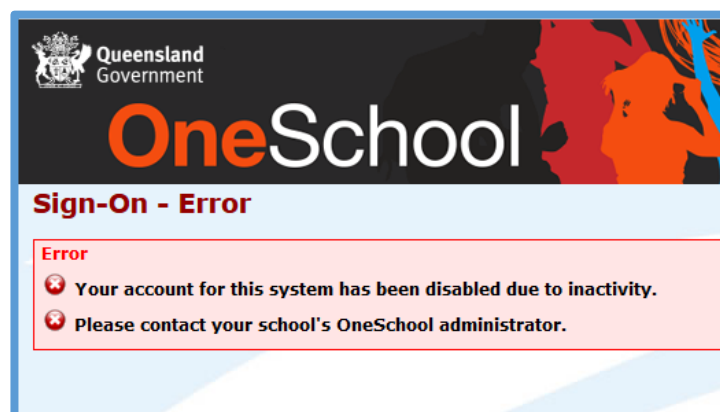 Queensland
Government
OneSchool
Sign-On - Error
Error
Your account for this system has been disabled due to inactivity.
Please contact your school's OneSchool administrator.